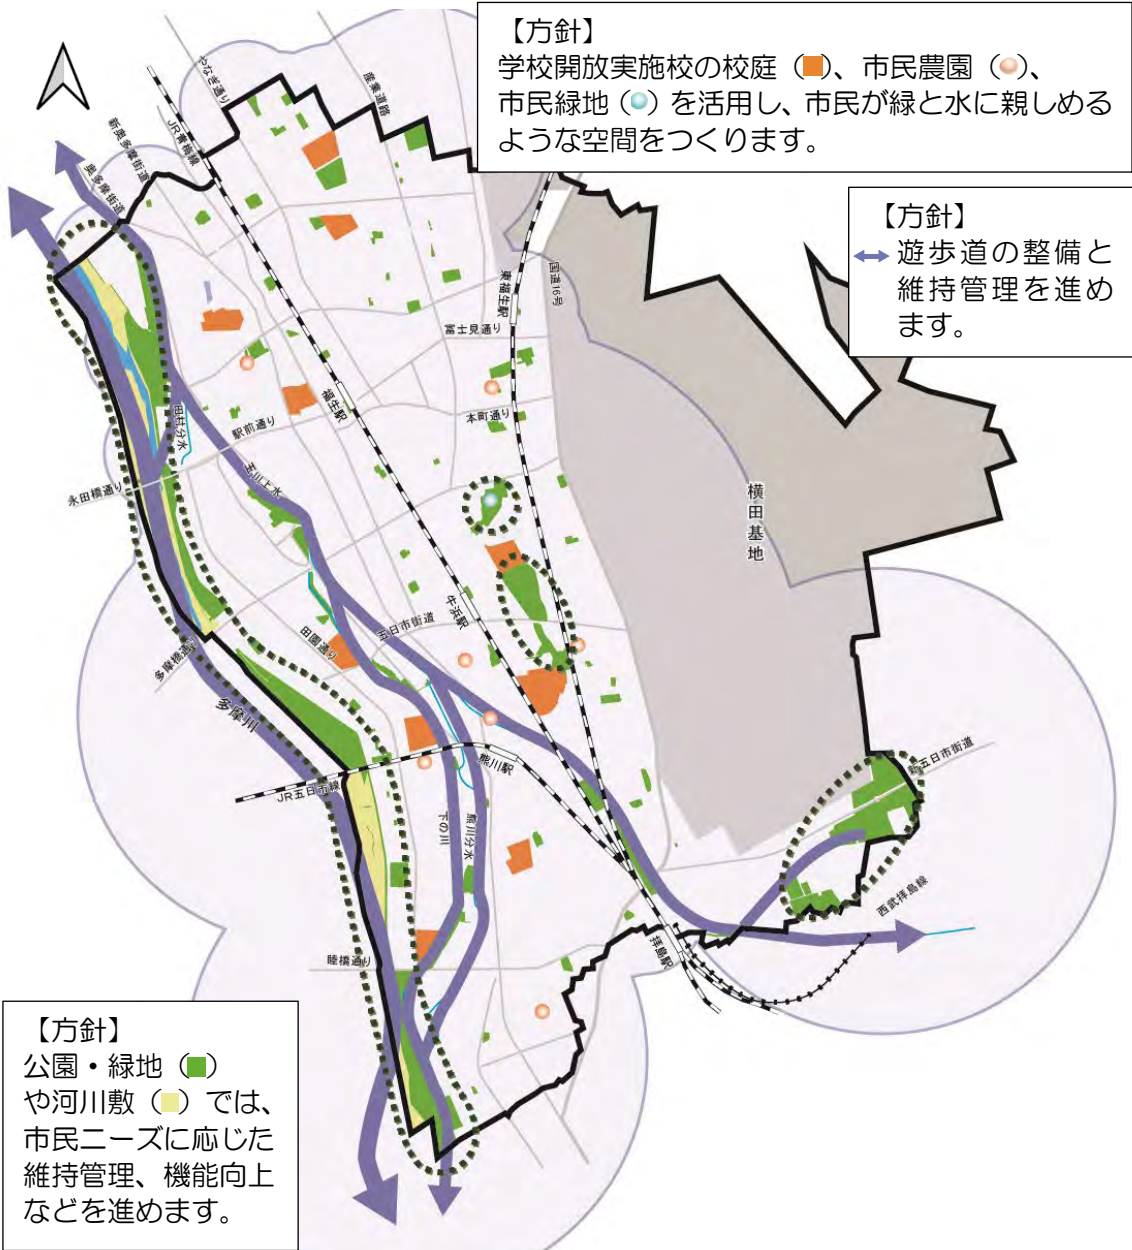 【方針】
学校開放実施校の校庭（■）、市民農園（●）、
市民緑地（●）を活用し、市民が緑と水に親しめる
ような空間をつくります。
【方針】
↔ 遊歩道の整備と
維持管理を進め
ます。
やなぎ通り
産業道路
JR青梅線
新奥多摩街道
奥多摩街道
東福生駅
国道16号
富士見通り
福生駅
本町通り
田村分水
駅前通り
玉川上水
永田橋通り
横田基地
牛浜駅
五日市街道
田園通り
多摩橋通り
多摩川
熊川駅
JR五日市線
下の川
熊川分水
新五日市街道
西武拝島線
拝島駅
睦橋通り
【方針】
公園・緑地（■）
や河川敷（■）では、
市民ニーズに応じた
維持管理、機能向上
などを進めます。